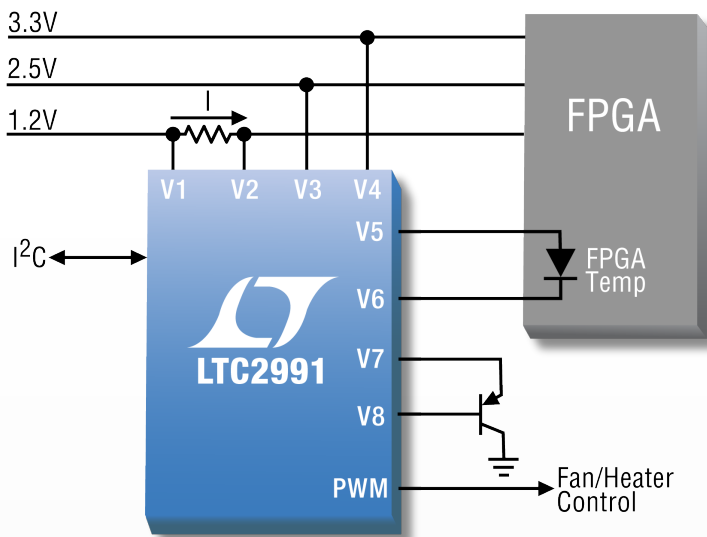 3.3V
2.5V
1.2V
I
FPGA
V1 V2 V3 V4
V5
I²C
FPGA
Temp
V6
LTC2991
V7
V8
PWM
Fan/Heater
Control